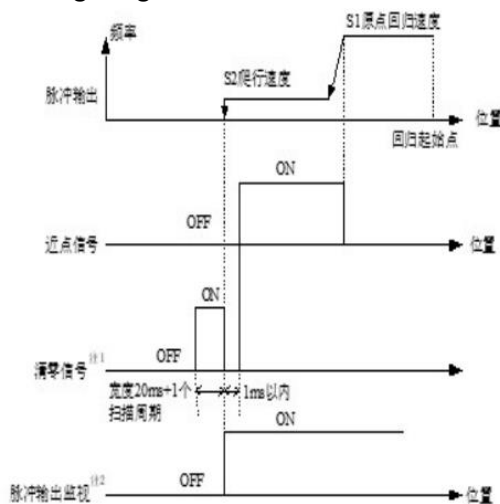 频率
S1原点回归速度
S2爬行速度
脉冲输出
位置
回归起始点
ON
OFF
近点信号
位置
ON
OFF
清零信号注1
宽度20ms+1个
扫描周期
1ms以内
ON
OFF
脉冲输出监视注2
位置